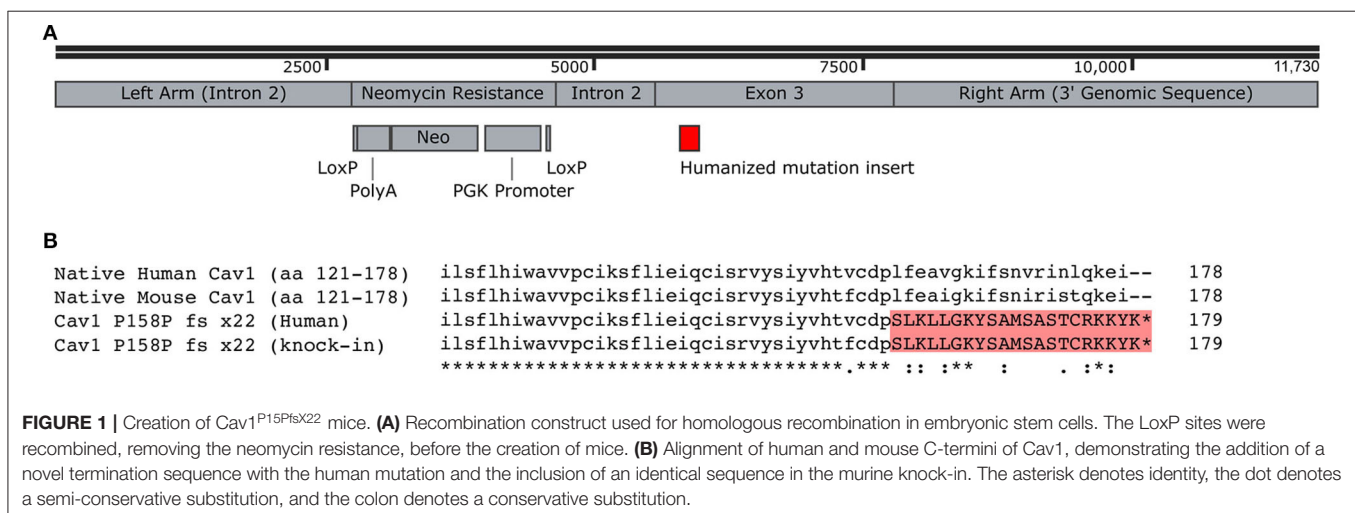 A
2500 5000 7500 10,000 11,730
Left Arm (Intron 2) Neomycin Resistance Intron 2 Exon 3 Right Arm (3' Genomic Sequence)
Neo
LoxP LoxP Humanized mutation insert
PolyA PGK Promoter
B
Native Human Cav1 (aa 121-178) ilsflhiwavvpciksflieiqcisrvysiyvhtvcdplfeavgkifsnvrinlqkei-- 178
Native Mouse Cav1 (aa 121-178) ilsflhiwavvpciksflieiqcisrvysiyvhtfcdplfeaigkifsniristqkei-- 178
Cav1 P158P fs x22 (Human) ilsflhiwavvpciksflieiqcisrvysiyvhtvcdpSLKLLGKYSAMSASTCRKKYK* 179
Cav1 P158P fs x22 (knock-in) ilsflhiwavvpciksflieiqcisrvysiyvhtfcdpSLKLLGKYSAMSASTCRKKYK* 179
**********************************.*** :: :** : . :*:
FIGURE 1 | Creation of Cav1P15PfsX22 mice. (A) Recombination construct used for homologous recombination in embryonic stem cells. The LoxP sites were
recombined, removing the neomycin resistance, before the creation of mice. (B) Alignment of human and mouse C-termini of Cav1, demonstrating the addition of a
novel termination sequence with the human mutation and the inclusion of an identical sequence in the murine knock-in. The asterisk denotes identity, the dot denotes
a semi-conservative substitution, and the colon denotes a conservative substitution.